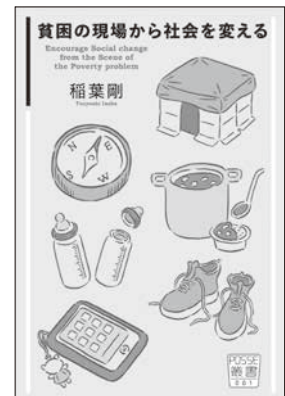 貧困の現場から社会を変える
Encourage Social change
from the Scene of
the Poverty problem
稲葉剛
Tsuyoshi Inaba
N
E
S
W
POSSE
叢書
001